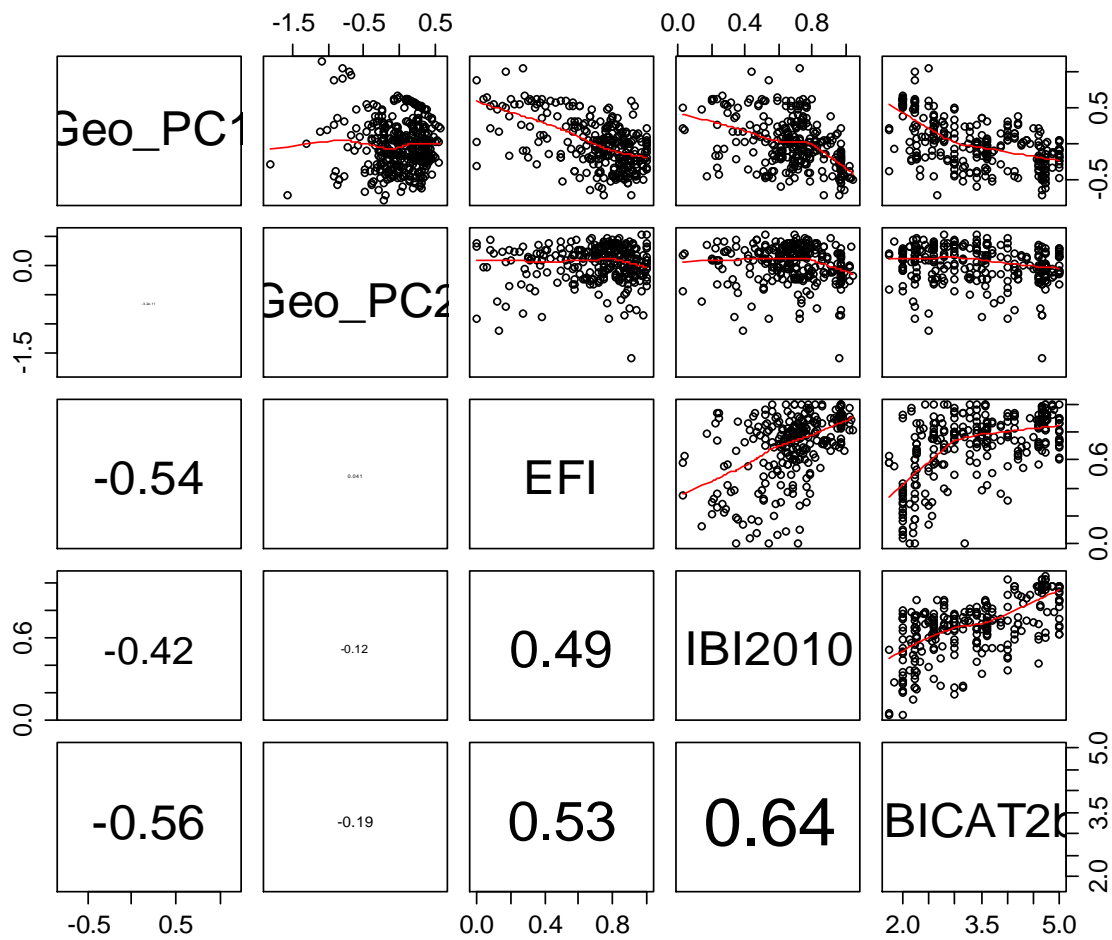 -1.5 -0.5 0.5 0.0 0.4 0.8
Geo_PC1 -0.5 0.5
0.0 -1.5 Geo_PC2
-0.54 0.041 EFI 0.0 0.6
0.0 0.6 -0.42 -0.12 0.49 IBI2010
-0.56 -0.19 0.53 0.64 BICAT2b 2.0 3.5 5.0
-0.5 0.5 0.0 0.4 0.8 2.0 3.5 5.0